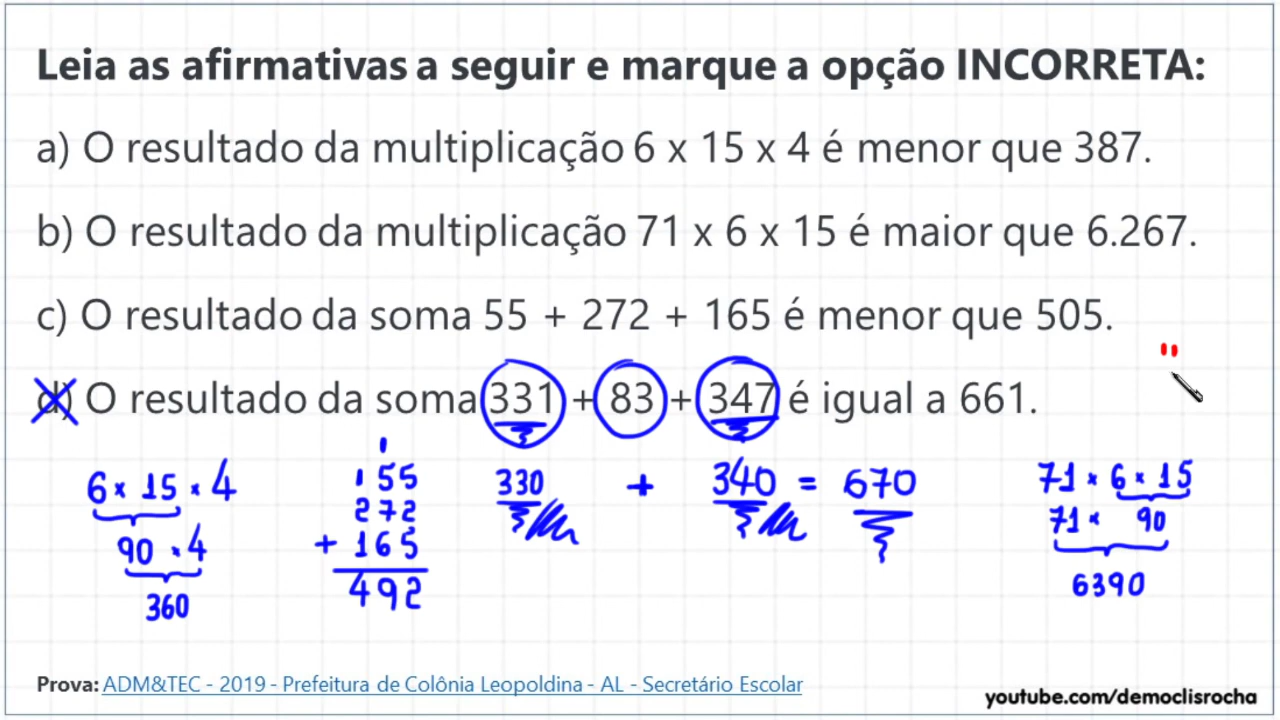 Leia as afirmativas a seguir e marque a opção INCORRETA:
a) O resultado da multiplicação 6 x 15 x 4 é menor que 387.
b) O resultado da multiplicação 71 x 6 x 15 é maior que 6.267.
c) O resultado da soma 55 + 272 + 165 é menor que 505.
"
d) O resultado da soma 331 + 83 + 347 é igual a 661.
6 x 15 x 4
90 x 4
360
1
1 55
272
+ 165
492
330 + 340 = 670
71 x 6 x 15
71 x 90
6390
Prova: ADM&TEC - 2019 - Prefeitura de Colônia Leopoldina - AL - Secretário Escolar
youtube.com/democlisrocha